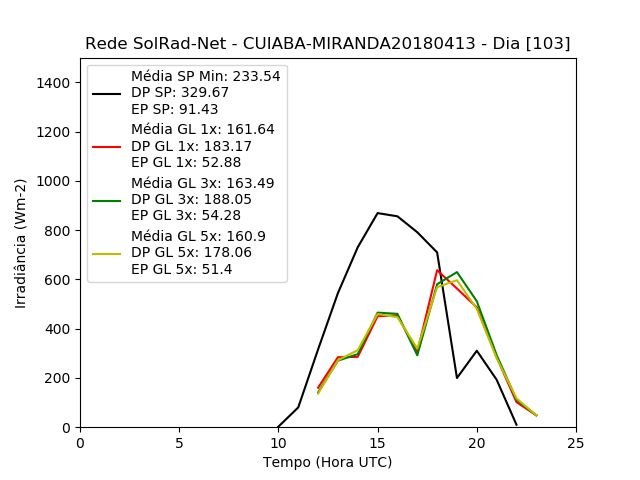 Rede SolRad-Net - CUIABA-MIRANDA20180413 - Dia [103]
Média SP Min: 233.54
DP SP: 329.67
EP SP: 91.43
Média GL 1x: 161.64
DP GL 1x: 183.17
EP GL 1x: 52.88
Média GL 3x: 163.49
DP GL 3x: 188.05
EP GL 3x: 54.28
Média GL 5x: 160.9
DP GL 5x: 178.06
EP GL 5x: 51.4
Irradiância (Wm-2)
1400
1200
1000
800
600
400
200
0
0 5 10 15 20 25
Tempo (Hora UTC)